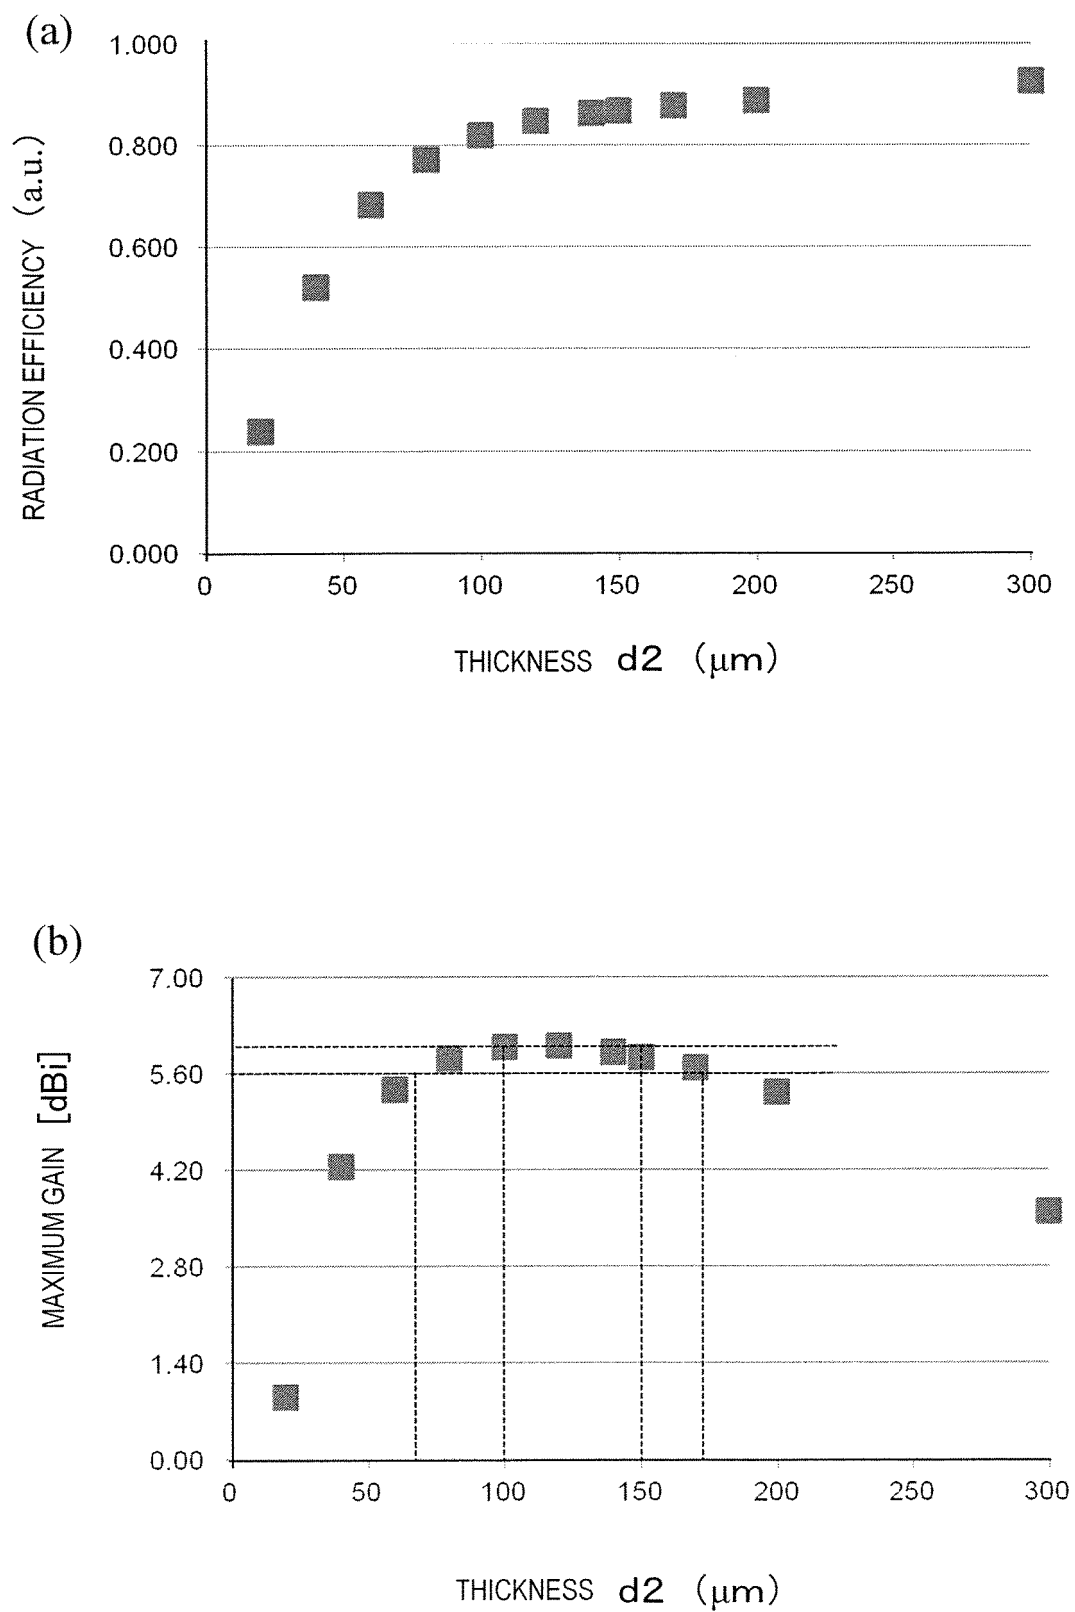 (a)
1.000
0.800
0.600
0.400
0.200
0.000
RADIATION EFFICIENCY (a.u.)
0 50 100 150 200 250 300
THICKNESS d2 (μm)
(b)
7.00
5.60
4.20
2.80
1.40
0.00
MAXIMUM GAIN [dBi]
0 50 100 150 200 250 300
THICKNESS d2 (μm)